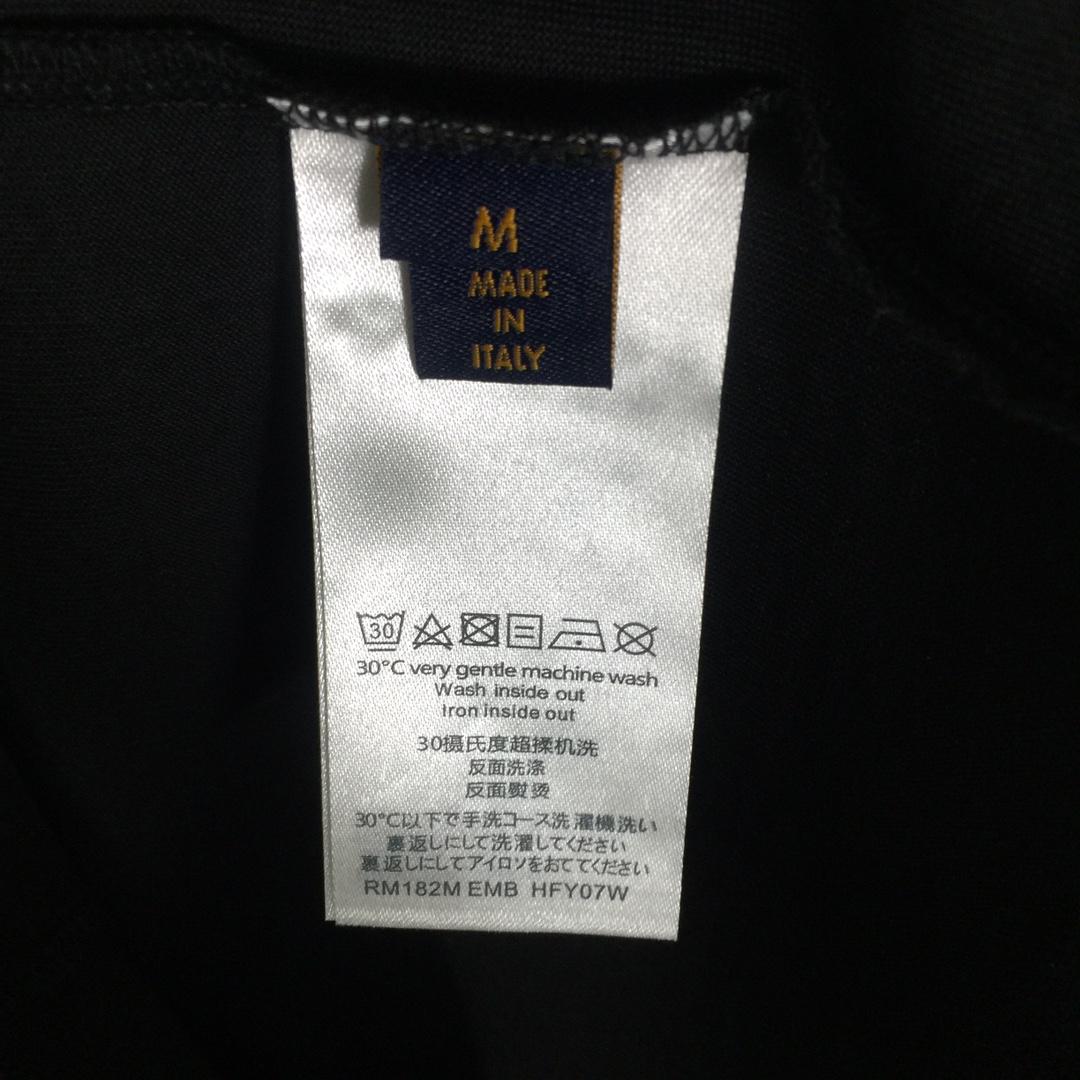 M
MADE
IN
ITALY
30
30°C very gentle machine wash
Wash inside out
Iron inside out
30摄氏度超揉机洗
反面洗涤
反面熨烫
30°C以下で手洗コース洗濯機洗い
裏返しにして洗濯してください
裏返しにしてアイロソをおててください
RM182M EMB HFY07W